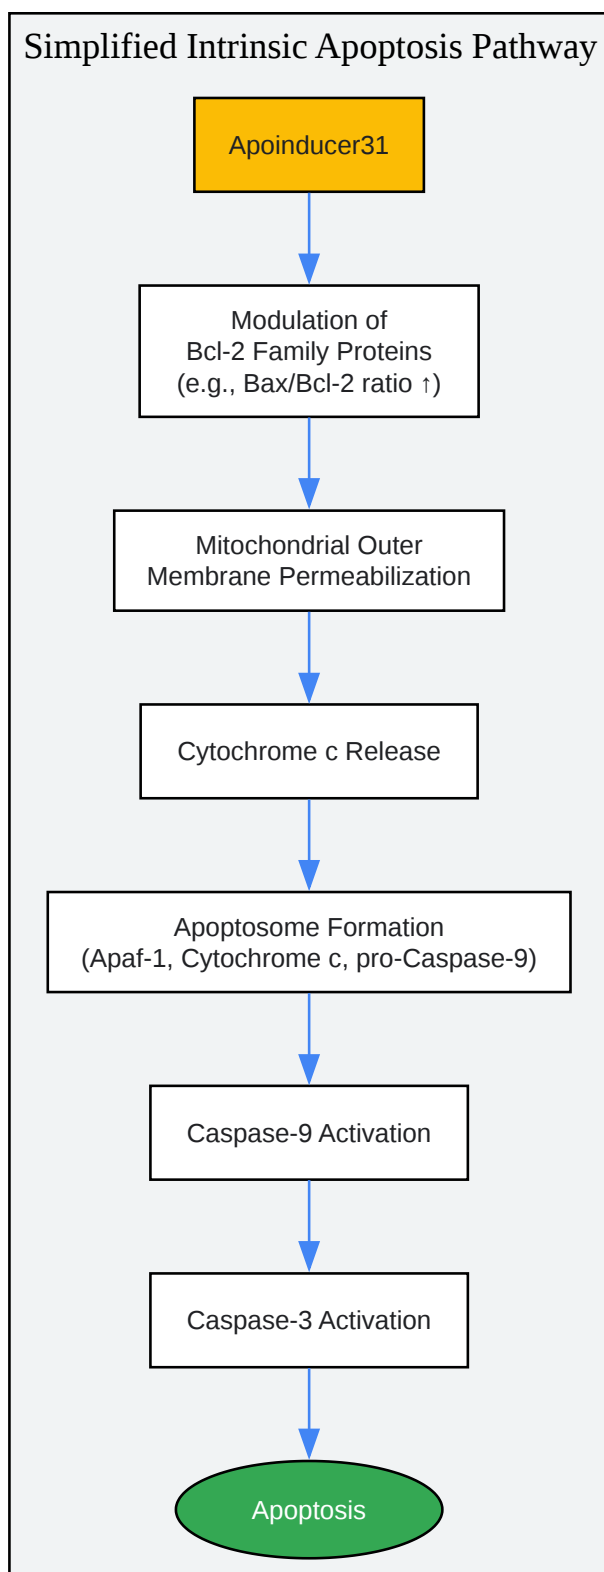 Simplified Intrinsic Apoptosis Pathway
Apoinducer31
Modulation of
Bcl-2 Family Proteins
(e.g., Bax/Bcl-2 ratio ↑)
Mitochondrial Outer
Membrane Permeabilization
Cytochrome c Release
Apoptosome Formation
(Apaf-1, Cytochrome c, pro-Caspase-9)
Caspase-9 Activation
Caspase-3 Activation
Apoptosis